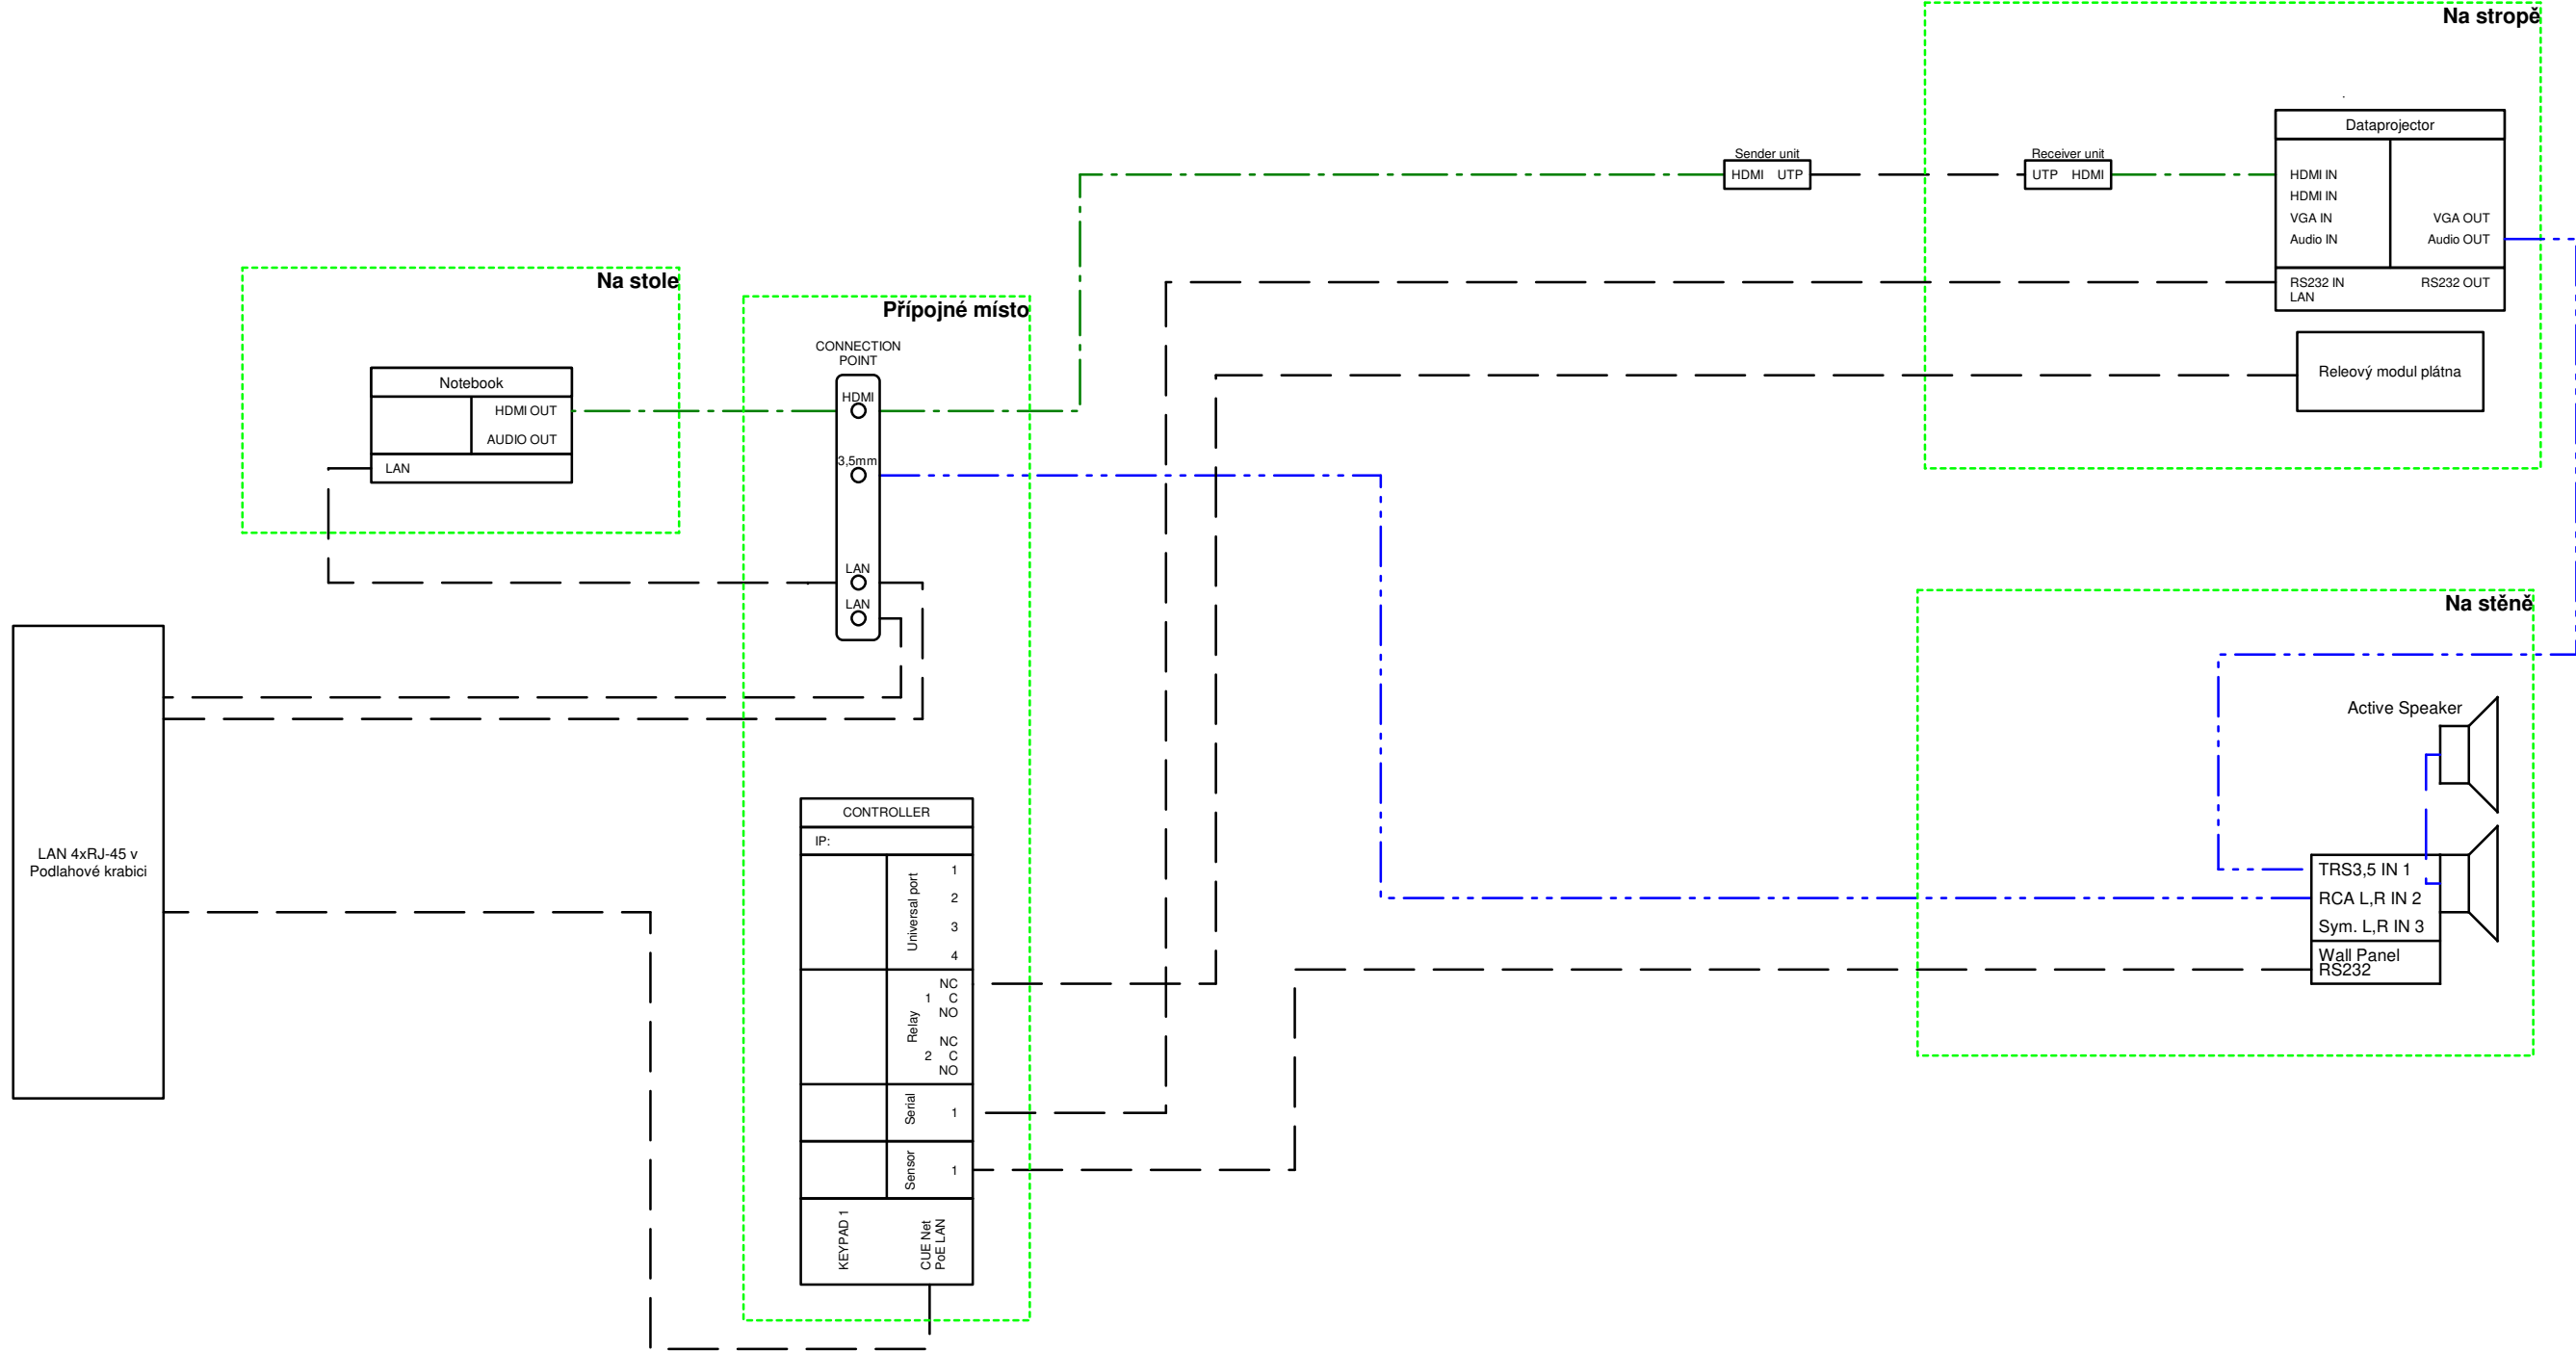 Na stropě
Dataprojector
Sender unit
HDMI UTP
Receiver unit
UTP HDMI
HDMI IN
HDMI IN
VGA IN
VGA OUT
Audio IN
Audio OUT
RS232 IN
RS232 OUT
LAN
Releový modul plátna
Na stole
Notebook
HDMI OUT
AUDIO OUT
LAN
Přípojné místo
CONNECTION
POINT
HDMI
3,5mm
LAN
LAN
LAN 4xRJ-45 v
Podlahové krabici
CONTROLLER
IP:
Universal port
1
2
3
4
Relay
NC
1 C
NO
NC
2 C
NO
Serial
1
Sensor
1
KEYPAD 1
CUE Net
PoE LAN
Na stěně
Active Speaker
TRS3,5 IN 1
RCA L,R IN 2
Sym. L,R IN 3
Wall Panel
RS232